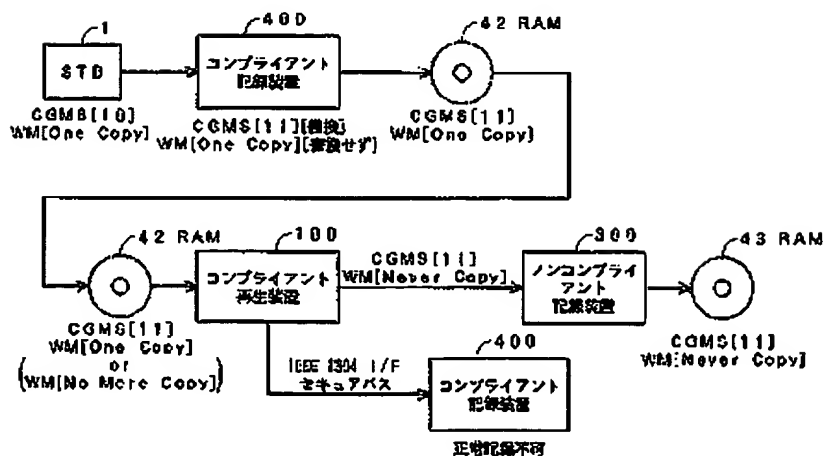 1
400
42 RAM
STB
コンプライアント
記録装置
CGMS[10]
WM[One Copy]
CGMS[11][書換]
WM[One Copy][書換せず]
CGMS[11]
WM[One Copy]
42 RAM
100
300
43 RAM
コンプライアント
再生装置
CGMS[11]
WM[Never Copy]
ノンコンプライ
アント
記録装置
CGMS[11]
WM[One Copy]
or
(WM[No More Copy])
CGMS[11]
WM[Never Copy]
400
IEEE 1394 I/F
セキュアバス
コンプライアント
記録装置
正常記録不可